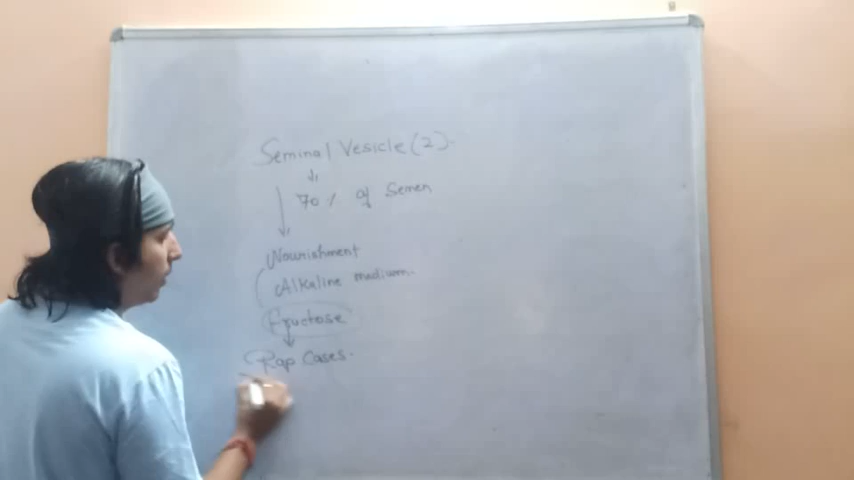 Seminal Vesicle (2).
70% of Semen
Nourishment
Alkaline medium.
Fructose
Rap Cases.